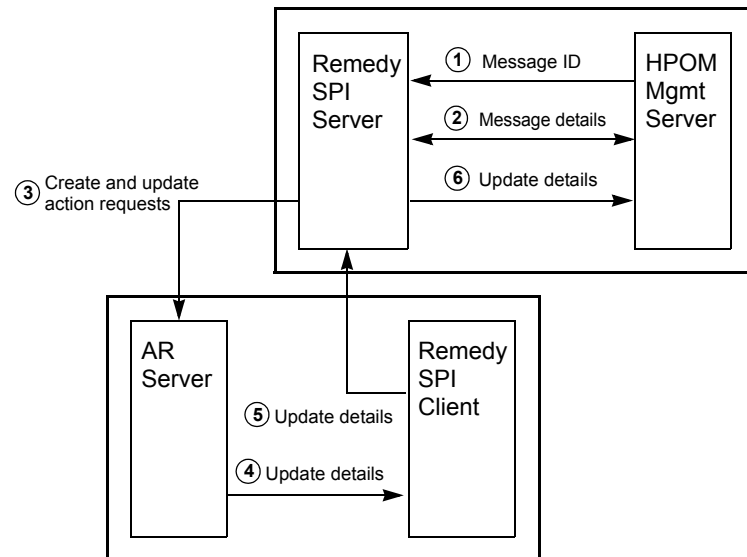 Remedy
SPI
Server
1 Message ID
HPOM
Mgmt
Server
2 Message details
6 Update details
3 Create and update
action requests
AR
Server
Remedy
SPI
Client
5 Update details
4 Update details